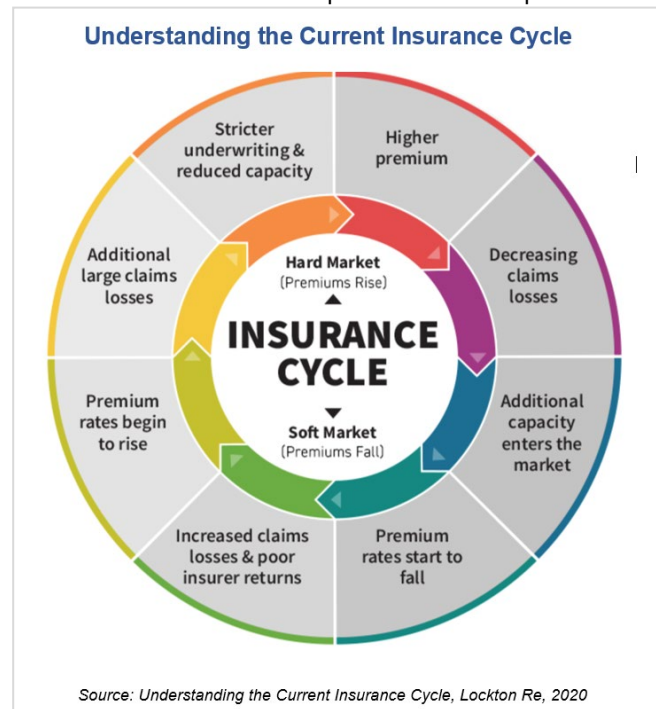 Understanding the Current Insurance Cycle
Stricter
underwriting &
reduced capacity
Higher
premium
Decreasing
claims
losses
Additional
capacity
enters the
market
Premium
rates start to
fall
Increased claims
losses & poor
insurer returns
Premium
rates begin
to rise
Additional
large claims
losses
Hard Market
(Premiums Rise)
INSURANCE
CYCLE
Soft Market
(Premiums Fall)
Source: Understanding the Current Insurance Cycle, Lockton Re, 2020